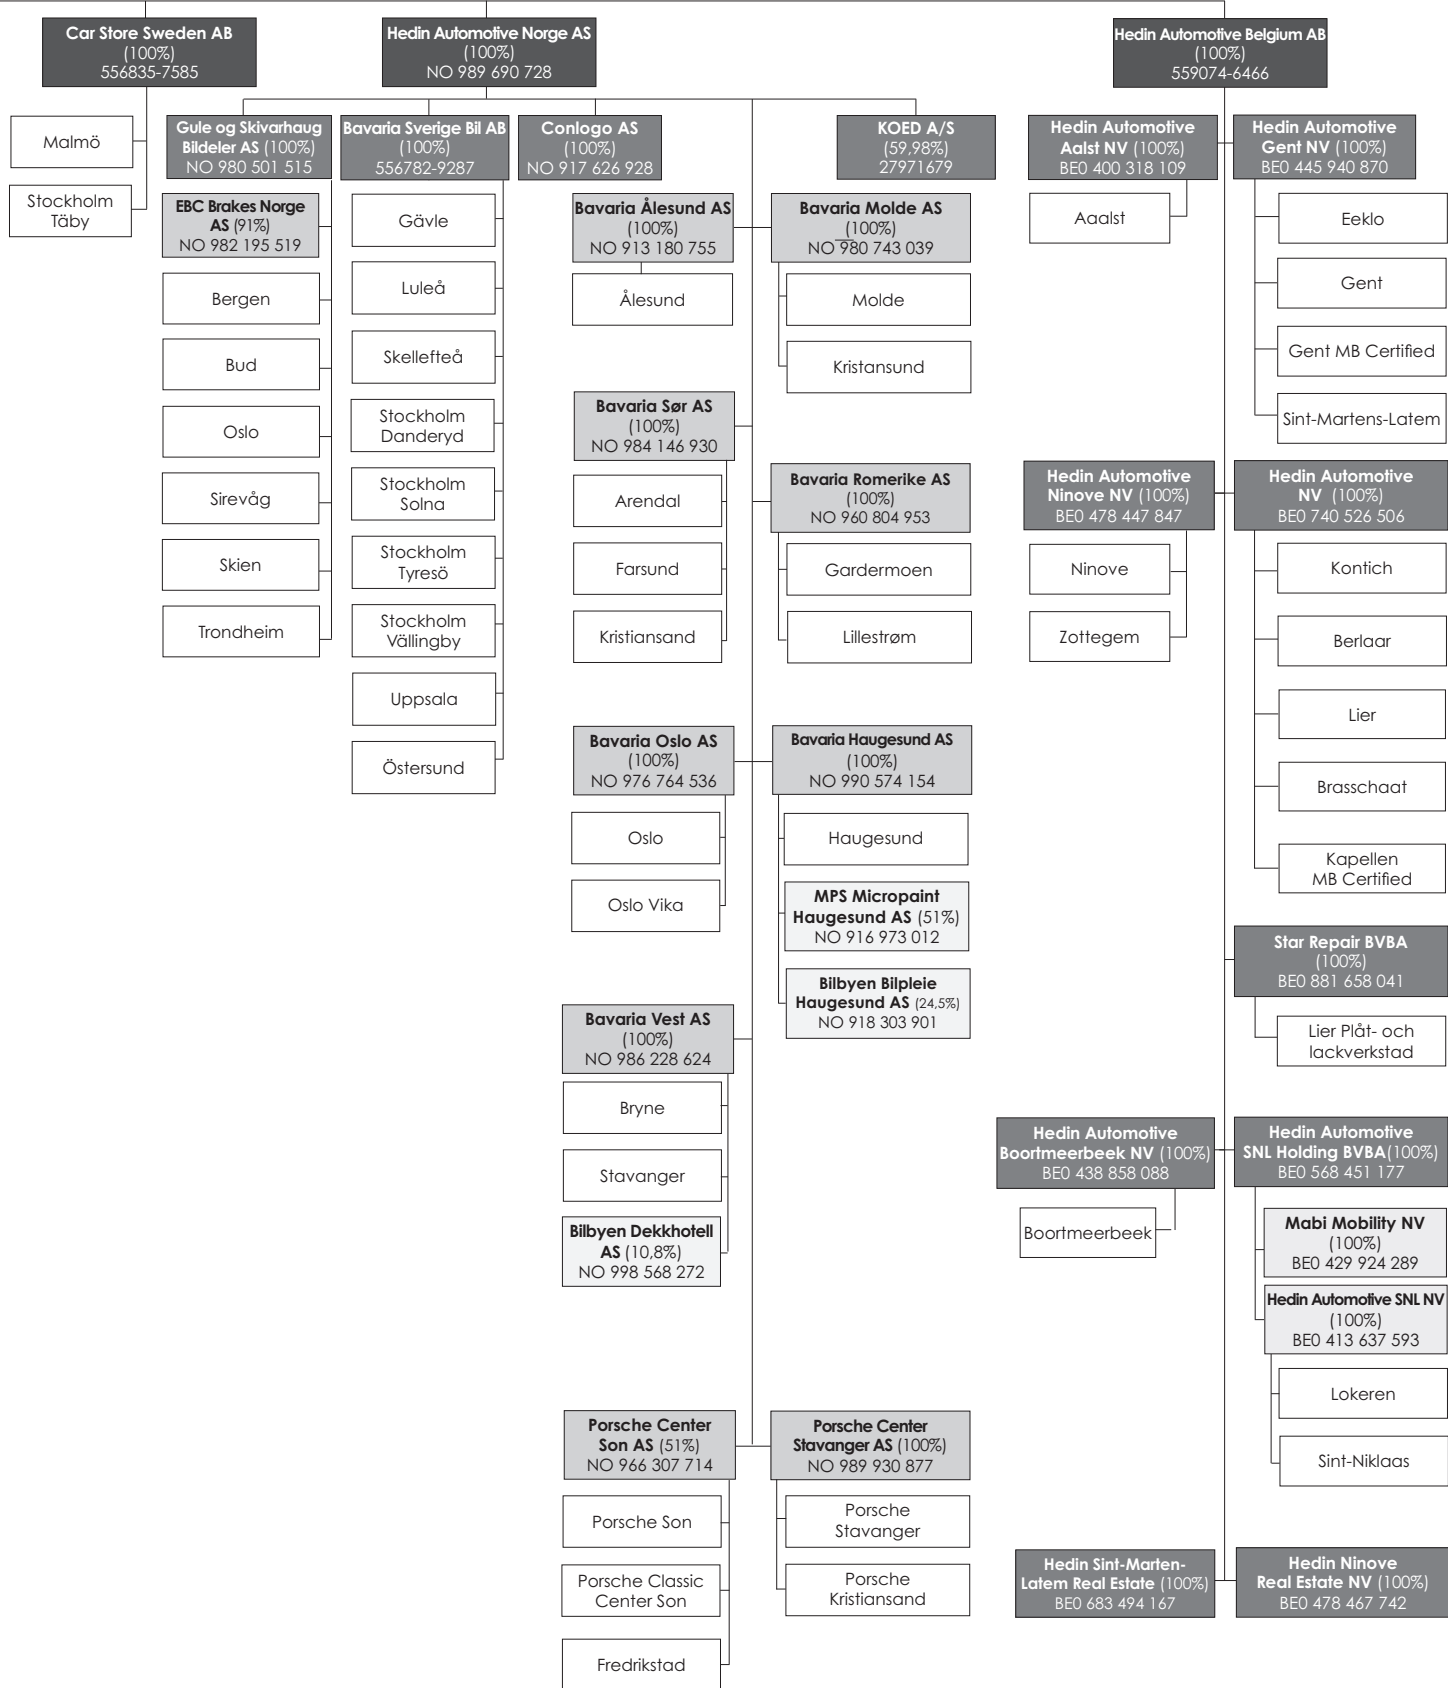 Car Store Sweden AB
(100%)
556835-7585
Malmö
Stockholm
Täby
Hedin Automotive Norge AS
(100%)
NO 989 690 728
Gule og Skivarhaug
Bildeler AS (100%)
NO 980 501 515
EBC Brakes Norge
AS (91%)
NO 982 195 519
Bergen
Bud
Oslo
Sirevåg
Skien
Trondheim
Bavaria Sverige Bil AB
(100%)
556782-9287
Gävle
Luleå
Skellefteå
Stockholm
Danderyd
Stockholm
Solna
Stockholm
Tyresö
Stockholm
Vällingby
Uppsala
Östersund
Conlogo AS
(100%)
NO 917 626 928
KOED A/S
(59,98%)
27971679
Bavaria Ålesund AS
(100%)
NO 913 180 755
Ålesund
Bavaria Molde AS
(100%)
NO 980 743 039
Molde
Kristansund
Bavaria Sør AS
(100%)
NO 984 146 930
Arendal
Farsund
Kristiansand
Bavaria Romerike AS
(100%)
NO 960 804 953
Gardermoen
Lillestrøm
Bavaria Oslo AS
(100%)
NO 976 764 536
Oslo
Oslo Vika
Bavaria Haugesund AS
(100%)
NO 990 574 154
Haugesund
MPS Micropaint
Haugesund AS (51%)
NO 916 973 012
Bilbyen Bilpleie
Haugesund AS (24,5%)
NO 918 303 901
Bavaria Vest AS
(100%)
NO 986 228 624
Bryne
Stavanger
Bilbyen Dekkhotell
AS (10,8%)
NO 998 568 272
Porsche Center
Son AS (51%)
NO 966 307 714
Porsche Son
Porsche Classic
Center Son
Fredrikstad
Porsche Center
Stavanger AS (100%)
NO 989 930 877
Porsche
Stavanger
Porsche
Kristiansand
Hedin Automotive Belgium AB
(100%)
559074-6466
Hedin Automotive
Aalst NV (100%)
BE0 400 318 109
Aaalst
Hedin Automotive
Gent NV (100%)
BE0 445 940 870
Eeklo
Gent
Gent MB Certified
Sint-Martens-Latem
Hedin Automotive
Ninove NV (100%)
BE0 478 447 847
Ninove
Zottegem
Hedin Automotive
NV (100%)
BE0 740 526 506
Kontich
Berlaar
Lier
Brasschaat
Kapellen
MB Certified
Star Repair BVBA
(100%)
BE0 881 658 041
Lier Plåt- och
lackverkstad
Hedin Automotive
Boortmeerbeek NV (100%)
BE0 438 858 088
Boortmeerbeek
Hedin Automotive
SNL Holding BVBA(100%)
BE0 568 451 177
Mabi Mobility NV
(100%)
BE0 429 924 289
Hedin Automotive SNL NV
(100%)
BE0 413 637 593
Lokeren
Sint-Niklaas
Hedin Sint-Marten-
Latem Real Estate (100%)
BE0 683 494 167
Hedin Ninove
Real Estate NV (100%)
BE0 478 467 742